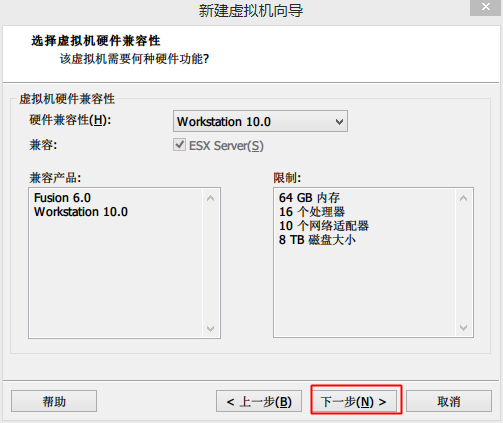 新建虚拟机向导
选择虚拟机硬件兼容性
该虚拟机需要何种硬件功能?
虚拟机硬件兼容性
硬件兼容性(H): Workstation 10.0
兼容: ESX Server(S)
兼容产品:
Fusion 6.0
Workstation 10.0
限制:
64 GB 内存
16 个处理器
10 个网络适配器
8 TB 磁盘大小
帮助 < 上一步(B) 下一步(N) > 取消